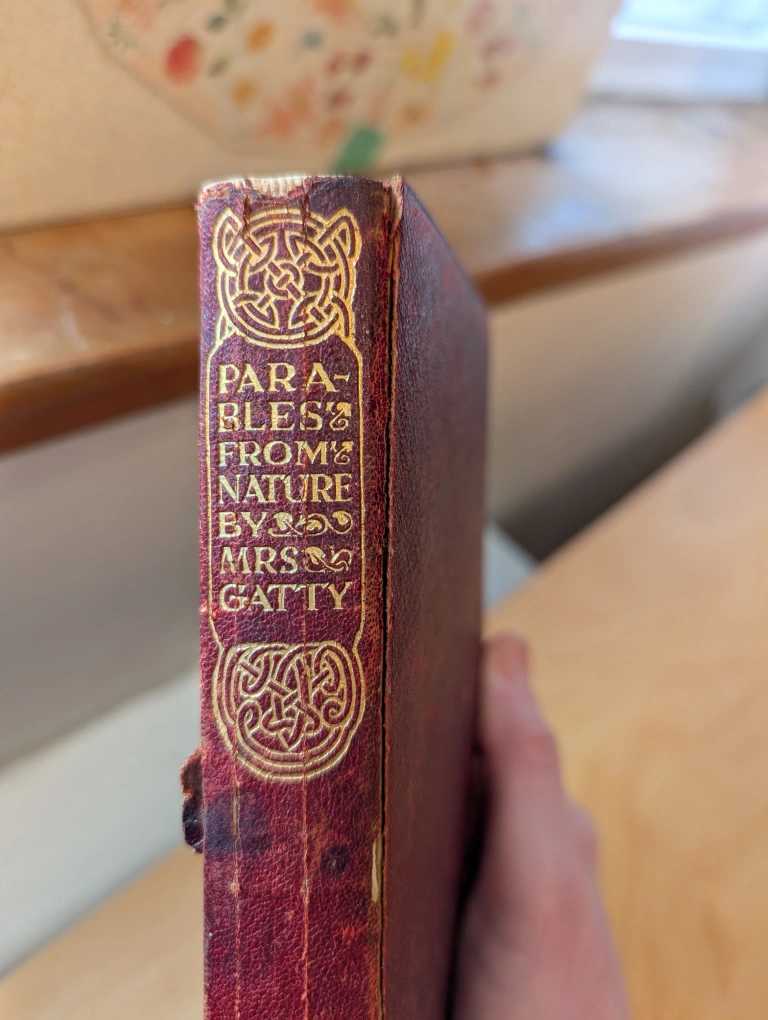 PARA-
BLES
FROM
NATURE
BY
MRS
GATTY